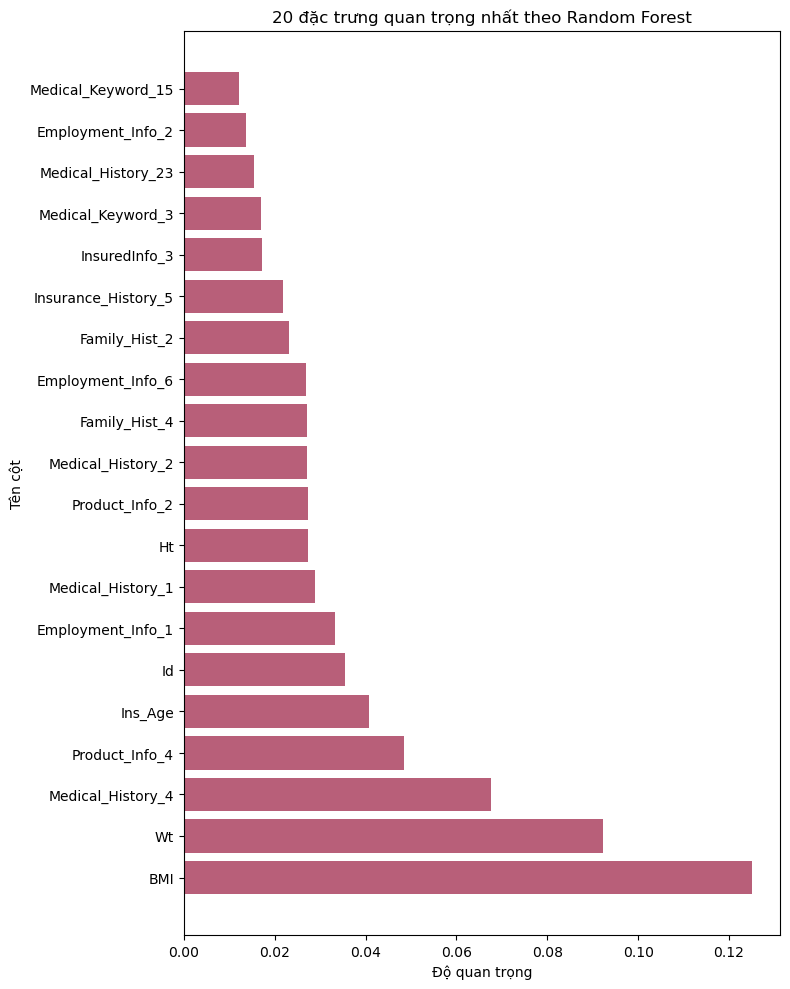 20 đặc trưng quan trọng nhất theo Random Forest
Tên cột
Medical_Keyword_15
Employment_Info_2
Medical_History_23
Medical_Keyword_3
InsuredInfo_3
Insurance_History_5
Family_Hist_2
Employment_Info_6
Family_Hist_4
Medical_History_2
Product_Info_2
Ht
Medical_History_1
Employment_Info_1
Id
Ins_Age
Product_Info_4
Medical_History_4
Wt
BMI
0.00 0.02 0.04 0.06 0.08 0.10 0.12
Độ quan trọng